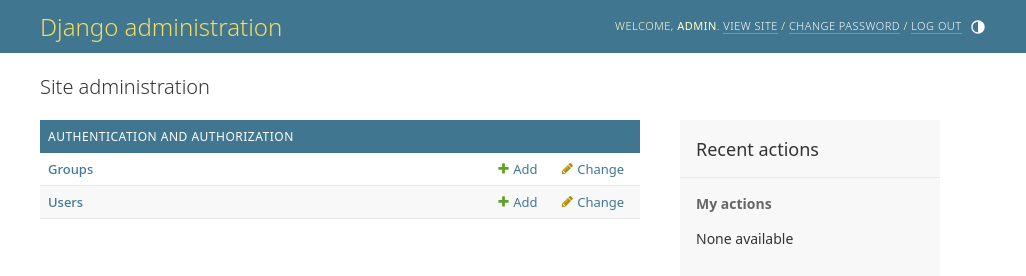 Django administration
WELCOME, ADMIN. VIEW SITE / CHANGE PASSWORD / LOG OUT
Site administration
AUTHENTICATION AND AUTHORIZATION
Groups Add Change
Users Add Change
Recent actions
My actions
None available